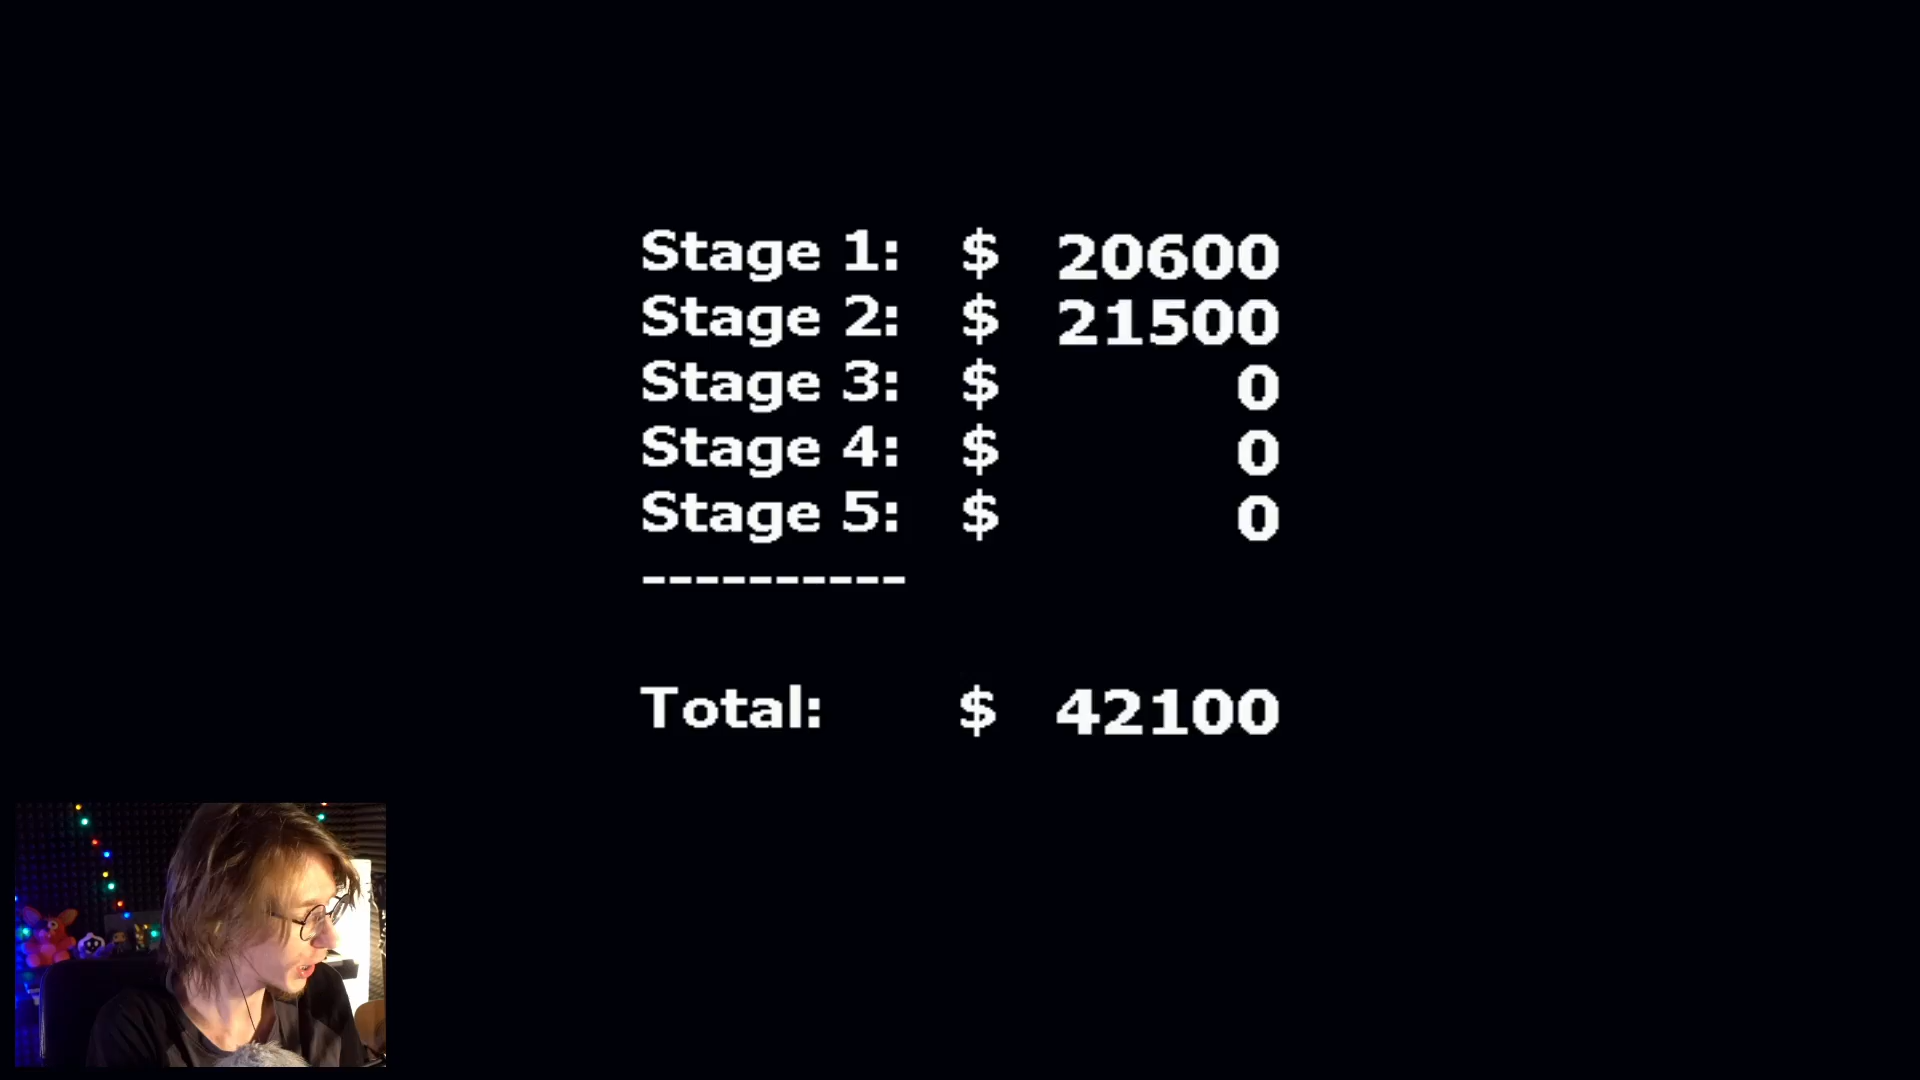 Stage 1: $ 20600
Stage 2: $ 21500
Stage 3: $ 0
Stage 4: $ 0
Stage 5: $ 0
----------
Total: $ 42100